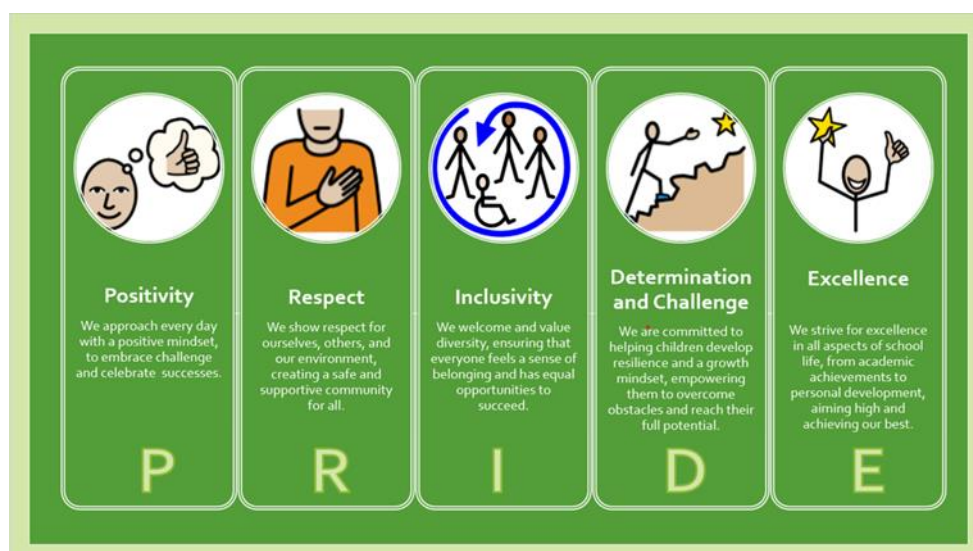 Positivity
We approach every day
with a positive mindset,
to embrace challenge
and celebrate successes.
P
Respect
We show respect for
ourselves, others, and
our environment,
creating a safe and
supportive community
for all.
R
Inclusivity
We welcome and value
diversity, ensuring that
everyone feels a sense of
belonging and has equal
opportunities to
succeed.
I
Determination
and Challenge
We are committed to
helping children develop
resilience and a growth
mindset, empowering
them to overcome
obstacles and reach their
full potential.
D
Excellence
We strive for excellence
in all aspects of school
life, from academic
achievements to
personal development,
aiming high and
achieving our best.
E